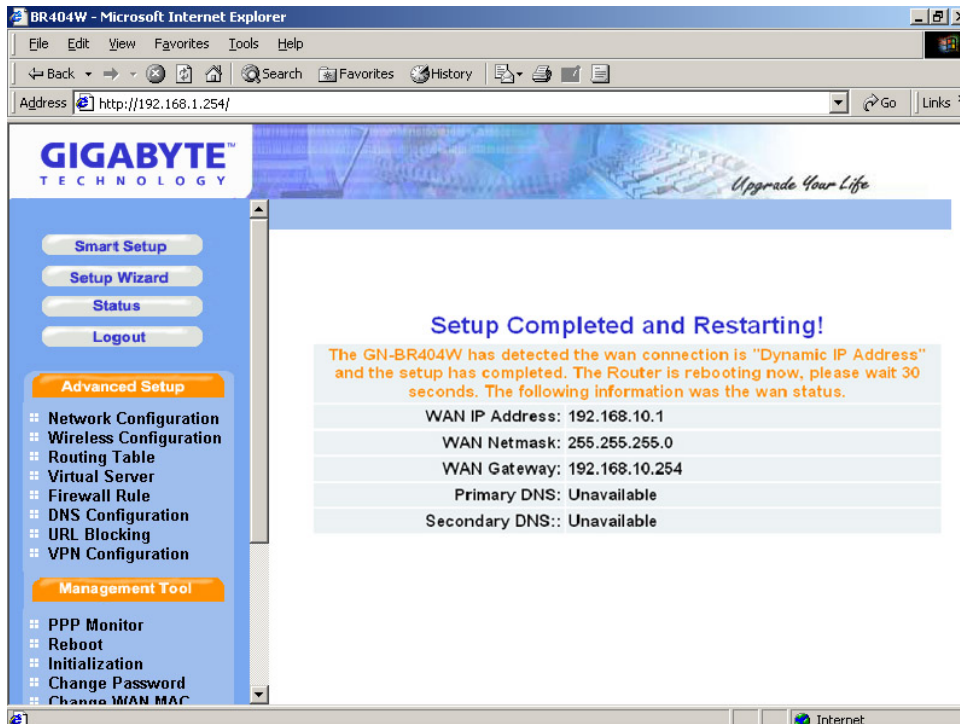 BR404W - Microsoft Internet Explorer
File Edit View Favorites Tools Help
Back Search Favorites History
Address http://192.168.1.254/ Go Links
GIGABYTE™
TECHNOLOGY
Upgrade Your Life
Smart Setup
Setup Wizard
Status
Logout
Advanced Setup
Network Configuration
Wireless Configuration
Routing Table
Virtual Server
Firewall Rule
DNS Configuration
URL Blocking
VPN Configuration
Management Tool
PPP Monitor
Reboot
Initialization
Change Password
Change WAN MAC
Setup Completed and Restarting!
The GN-BR404W has detected the wan connection is "Dynamic IP Address"
and the setup has completed. The Router is rebooting now, please wait 30
seconds. The following information was the wan status.
WAN IP Address: 192.168.10.1
WAN Netmask: 255.255.255.0
WAN Gateway: 192.168.10.254
Primary DNS: Unavailable
Secondary DNS:: Unavailable
Internet